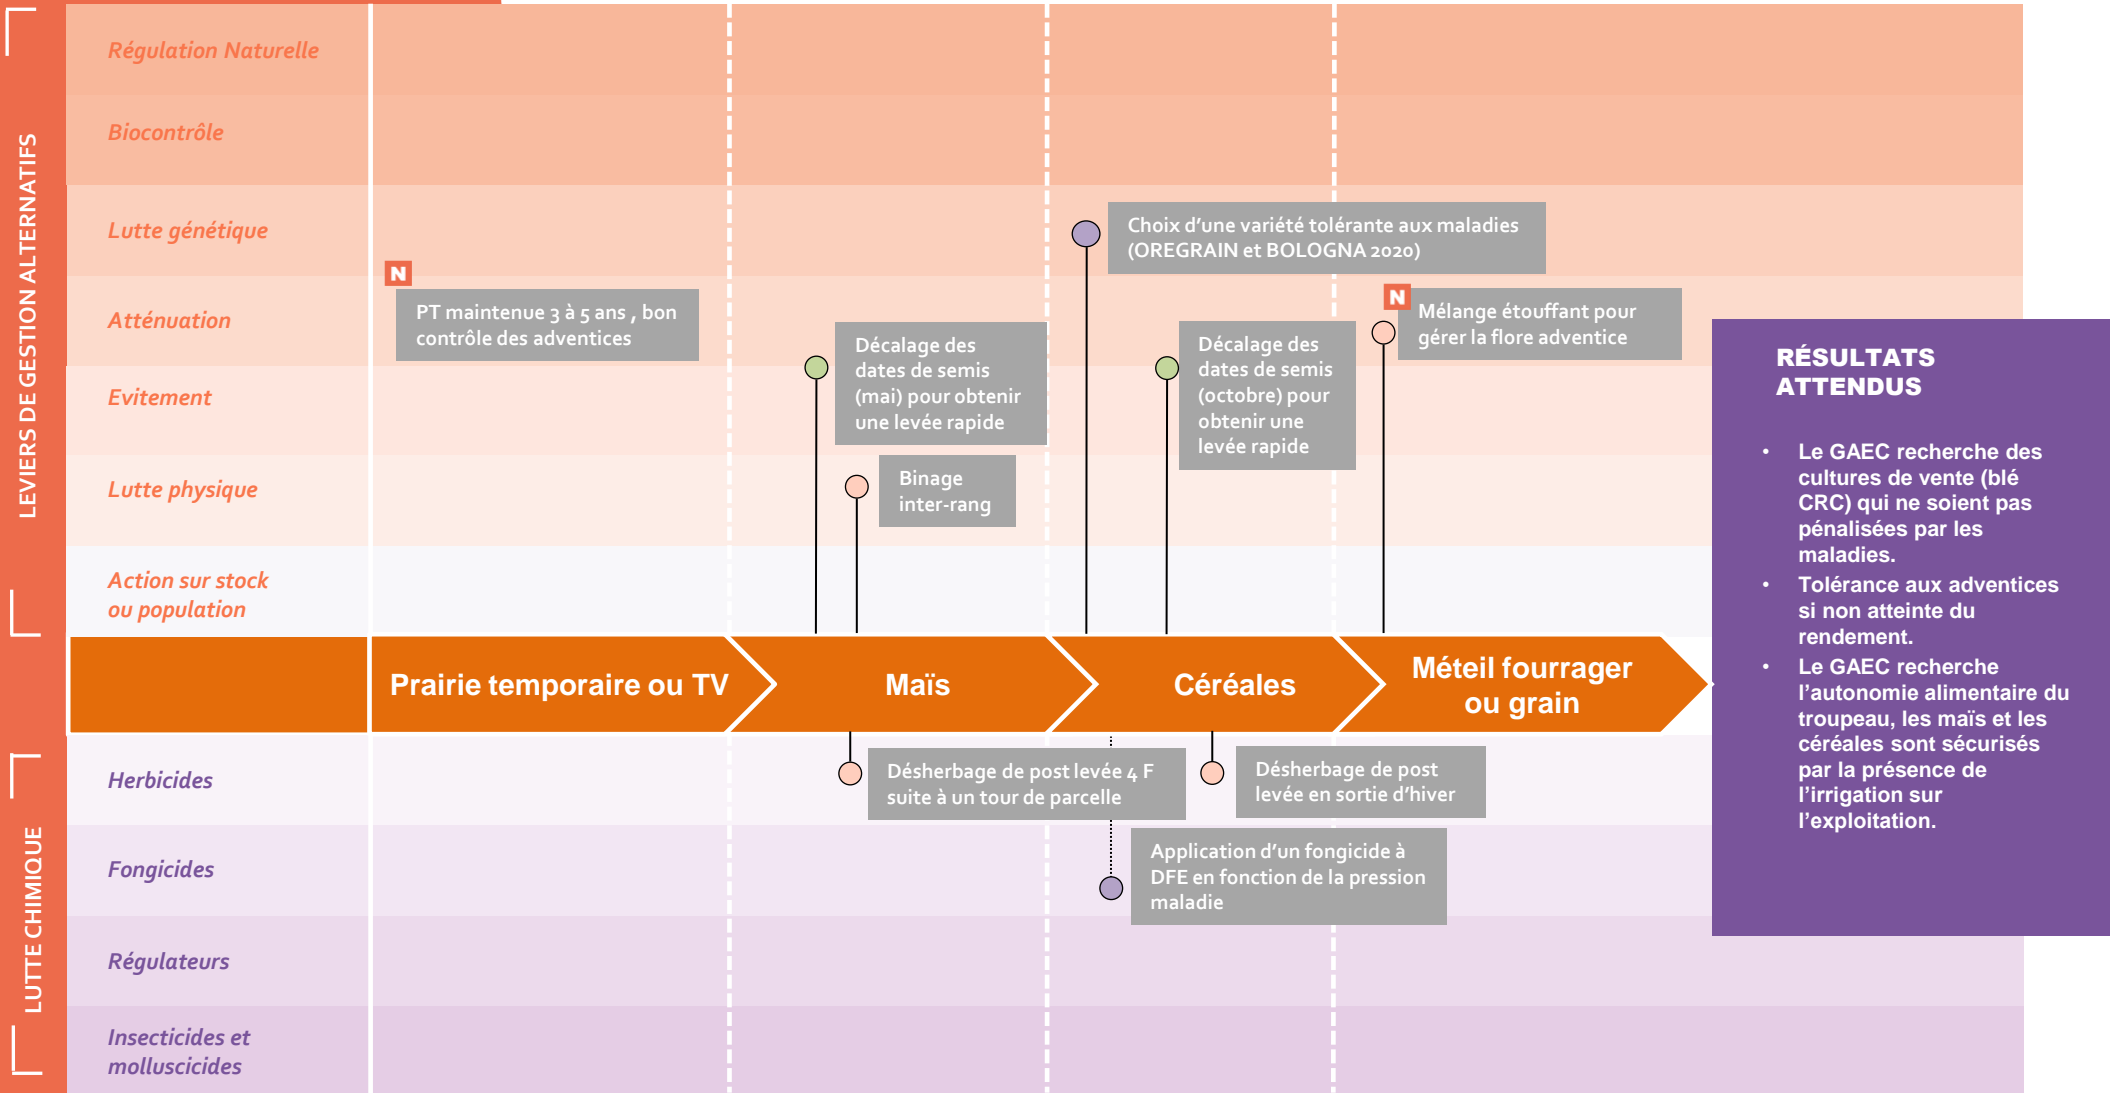 LEVIERS DE GESTION ALTERNATIFS
Régulation Naturelle
Biocontrôle
Lutte génétique
Choix d'une variété tolérante aux maladies
(OREGRAIN et BOLOGNA 2020)
Atténuation
N
PT maintenue 3 à 5 ans , bon
contrôle des adventices
N
Mélange étouffant pour
gérer la flore adventice
Evitement
Décalage des
dates de semis
(mai) pour obtenir
une levée rapide
Décalage des
dates de semis
(octobre) pour
obtenir une
levée rapide
Lutte physique
Binage
inter-rang
Action sur stock
ou population
Prairie temporaire ou TV
Maïs
Céréales
Méteil fourrager
ou grain
LUTTE CHIMIQUE
Herbicides
Désherbage de post levée 4 F
suite à un tour de parcelle
Désherbage de post
levée en sortie d'hiver
Fongicides
Application d'un fongicide à
DFE en fonction de la pression
maladie
Régulateurs
Insecticides et
molluscicides
RÉSULTATS
ATTENDUS
• Le GAEC recherche des
cultures de vente (blé
CRC) qui ne soient pas
pénalisées par les
maladies.
• Tolérance aux adventices
si non atteinte du
rendement.
• Le GAEC recherche
l'autonomie alimentaire du
troupeau, les maïs et les
céréales sont sécurisés
par la présence de
l'irrigation sur
l'exploitation.